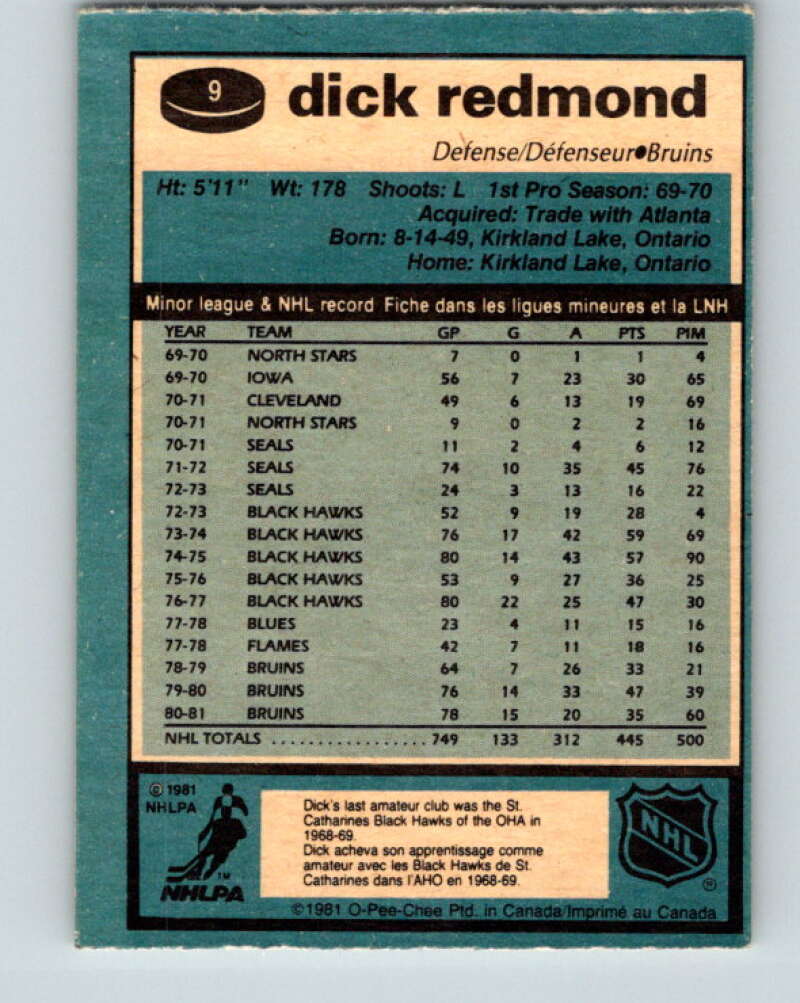 9
dick redmond
Defense/Défenseur•Bruins
Ht: 5'11" Wt: 178 Shoots: L 1st Pro Season: 69-70
Acquired: Trade with Atlanta
Born: 8-14-49, Kirkland Lake, Ontario
Home: Kirkland Lake, Ontario
Minor league & NHL record Fiche dans les ligues mineures et la LNH
YEAR TEAM GP G A PTS PIM
69-70 NORTH STARS 7 0 1 1 4
69-70 IOWA 56 7 23 30 65
70-71 CLEVELAND 49 6 13 19 69
70-71 NORTH STARS 9 0 2 2 16
70-71 SEALS 11 2 4 6 12
71-72 SEALS 74 10 35 45 76
72-73 SEALS 24 3 13 16 22
72-73 BLACK HAWKS 52 9 19 28 4
73-74 BLACK HAWKS 76 17 42 59 69
74-75 BLACK HAWKS 80 14 43 57 90
75-76 BLACK HAWKS 53 9 27 36 25
76-77 BLACK HAWKS 80 22 25 47 30
77-78 BLUES 23 4 11 15 16
77-78 FLAMES 42 7 11 18 16
78-79 BRUINS 64 7 26 33 21
79-80 BRUINS 76 14 33 47 39
80-81 BRUINS 78 15 20 35 60
NHL TOTALS ................. 749 133 312 445 500
© 1981
NHLPA
TM
NHLPA
Dick's last amateur club was the St.
Catharines Black Hawks of the OHA in
1968-69.
Dick acheva son apprentissage comme
amateur avec les Black Hawks de St.
Catharines dans l'AHO en 1968-69.
NHL
©1981 O-Pee-Chee Ptd. in Canada/Imprimé au Canada